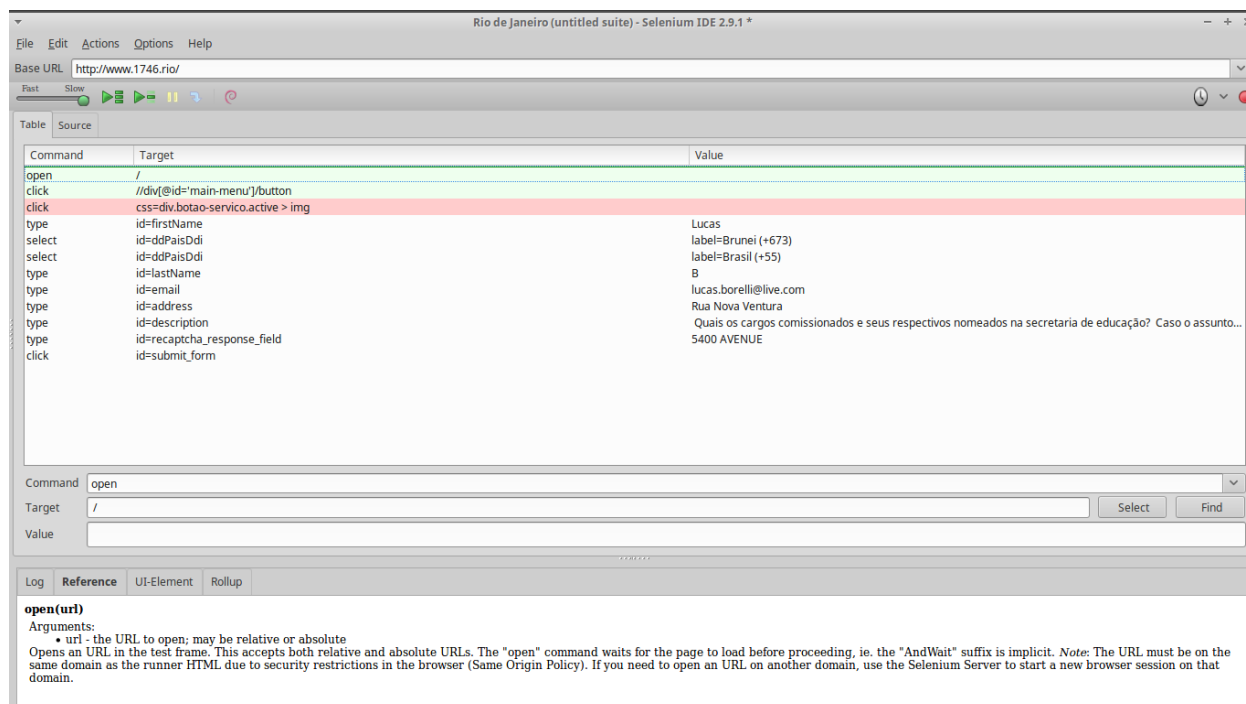 Rio de Janeiro (untitled suite) - Selenium IDE 2.9.1 *
File Edit Actions Options Help
Base URL http://www.1746.rio/
Fast Slow
Table Source
Command Target Value
open /
click //div[@id='main-menu']/button
click css=div.botao-servico.active > img
type id=firstName Lucas
select id=ddPaisDdi label=Brunei (+673)
select id=ddPaisDdi label=Brasil (+55)
type id=lastName B
type id=email lucas.borelli@live.com
type id=address Rua Nova Ventura
type id=description Quais os cargos comissionados e seus respectivos nomeados na secretaria de educação? Caso o assunto...
type id=recaptcha_response_field 5400 AVENUE
click id=submit_form
Command open
Target / Select Find
Value
Log Reference UI-Element Rollup
open(url)
Arguments:
• url - the URL to open; may be relative or absolute
Opens an URL in the test frame. This accepts both relative and absolute URLs. The "open" command waits for the page to load before proceeding, ie. the "AndWait" suffix is implicit. Note: The URL must be on the
same domain as the runner HTML due to security restrictions in the browser (Same Origin Policy). If you need to open an URL on another domain, use the Selenium Server to start a new browser session on that
domain.